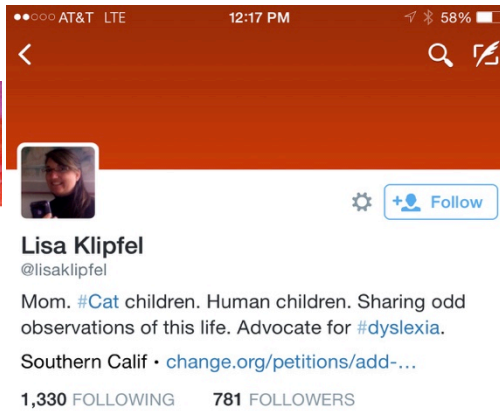 AT&T LTE 12:17 PM 58%
Follow
Lisa Klipfel
@lisaklipfel
Mom. #Cat children. Human children. Sharing odd
observations of this life. Advocate for #dyslexia.
Southern Calif • change.org/petitions/add-...
1,330 FOLLOWING 781 FOLLOWERS